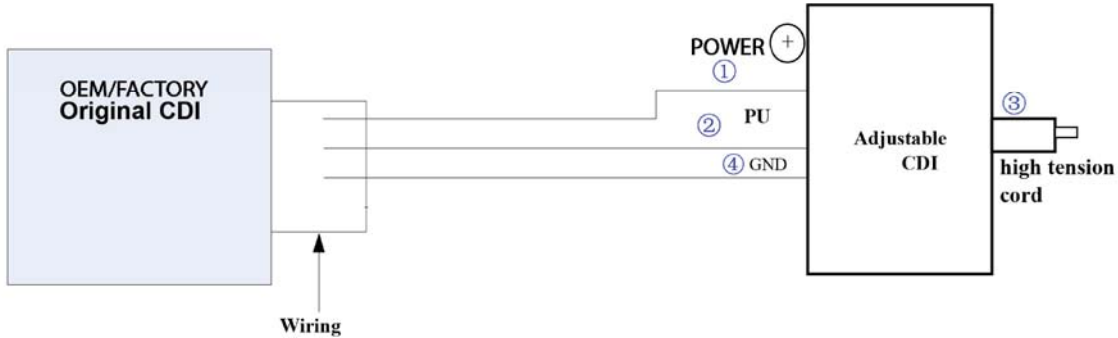 OEM/FACTORY
Original CDI
POWER +
①
② PU
④ GND
Adjustable
CDI
③
high tension
cord
Wiring